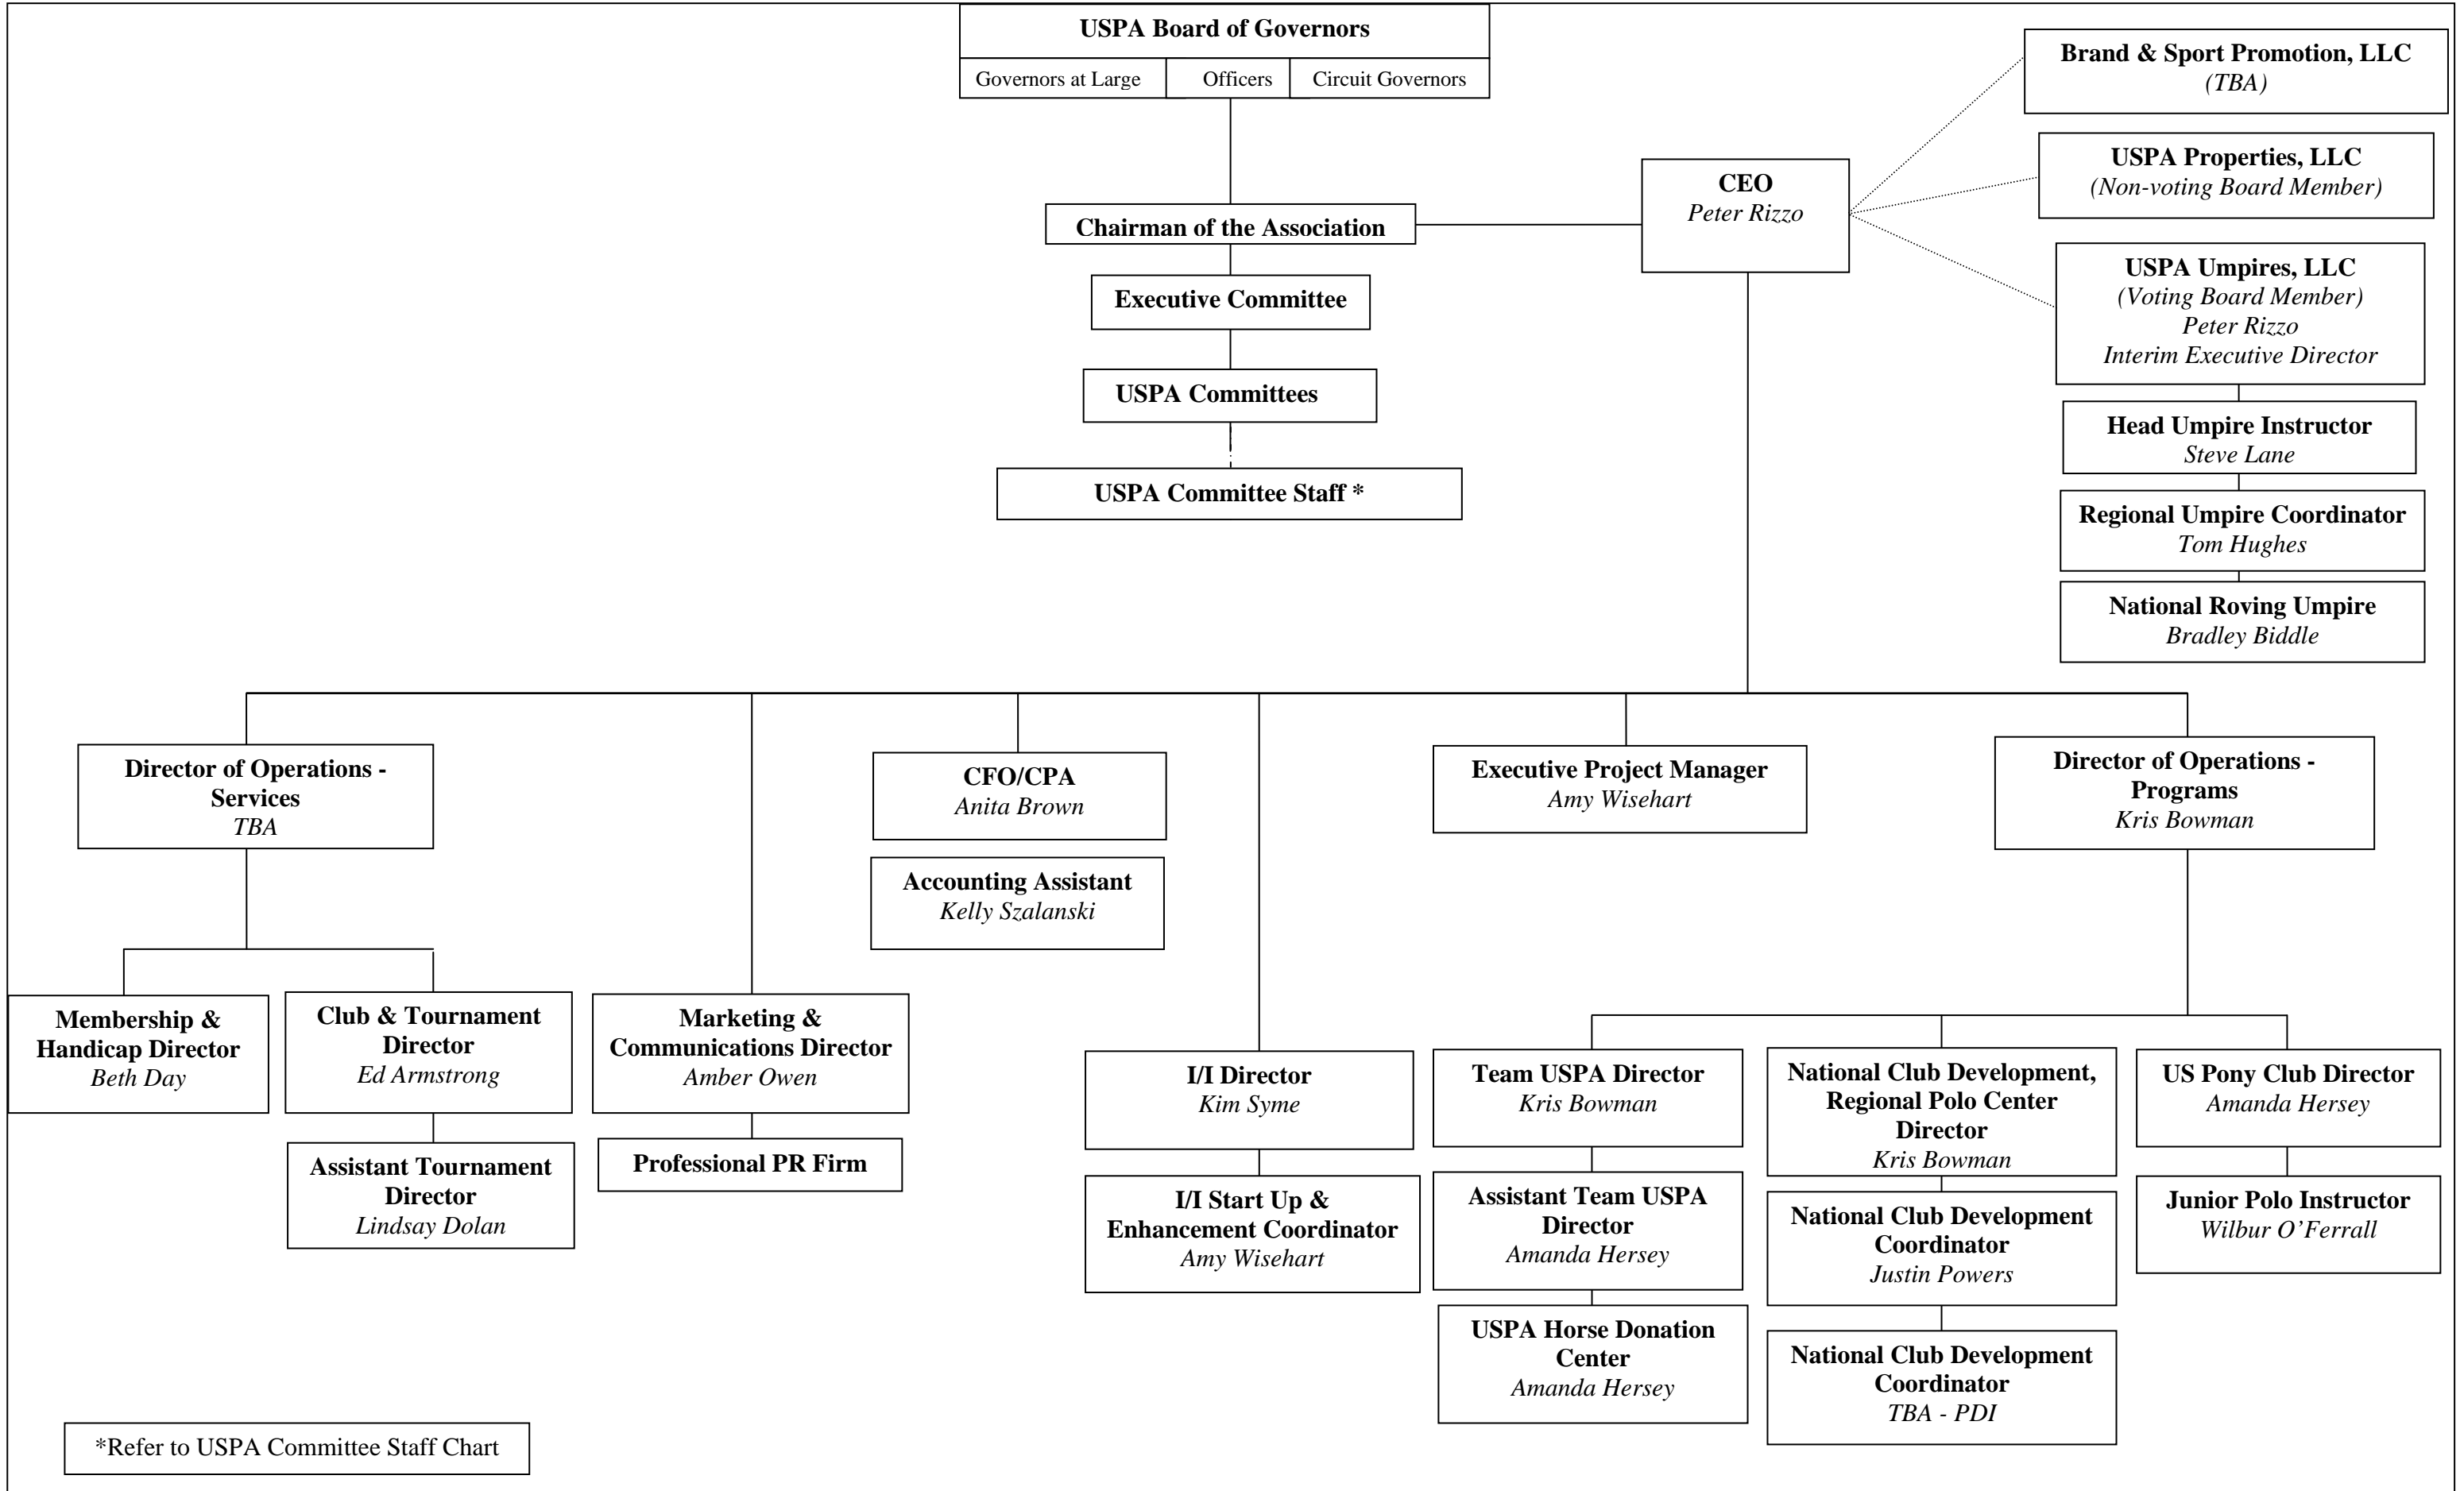 USPA Board of Governors
Governors at Large
Officers
Circuit Governors
Chairman of the Association
Executive Committee
USPA Committees
USPA Committee Staff *
CEO
Peter Rizzo
Brand & Sport Promotion, LLC
(TBA)
USPA Properties, LLC
(Non-voting Board Member)
USPA Umpires, LLC
(Voting Board Member)
Peter Rizzo
Interim Executive Director
Head Umpire Instructor
Steve Lane
Regional Umpire Coordinator
Tom Hughes
National Roving Umpire
Bradley Biddle
Director of Operations -
Services
TBA
Membership &
Handicap Director
Beth Day
Club & Tournament
Director
Ed Armstrong
Assistant Tournament
Director
Lindsay Dolan
Marketing &
Communications Director
Amber Owen
Professional PR Firm
CFO/CPA
Anita Brown
Accounting Assistant
Kelly Szalanski
I/I Director
Kim Syme
I/I Start Up &
Enhancement Coordinator
Amy Wisehart
Executive Project Manager
Amy Wisehart
Director of Operations -
Programs
Kris Bowman
Team USPA Director
Kris Bowman
Assistant Team USPA
Director
Amanda Hersey
USPA Horse Donation
Center
Amanda Hersey
National Club Development,
Regional Polo Center
Director
Kris Bowman
National Club Development
Coordinator
Justin Powers
National Club Development
Coordinator
TBA - PDI
US Pony Club Director
Amanda Hersey
Junior Polo Instructor
Wilbur O’Ferrall
*Refer to USPA Committee Staff Chart